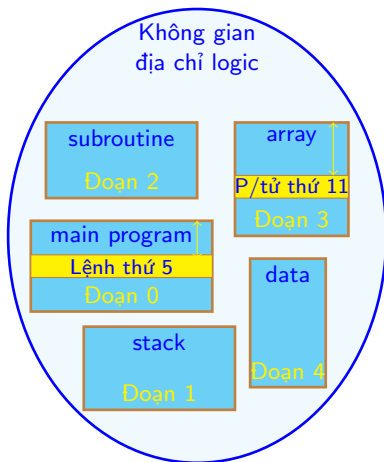 Không gian
địa chỉ logic
subroutine
Đoạn 2
array
P/tử thứ 11
Đoạn 3
main program
Lệnh thứ 5
Đoạn 0
data
Đoạn 4
stack
Đoạn 1